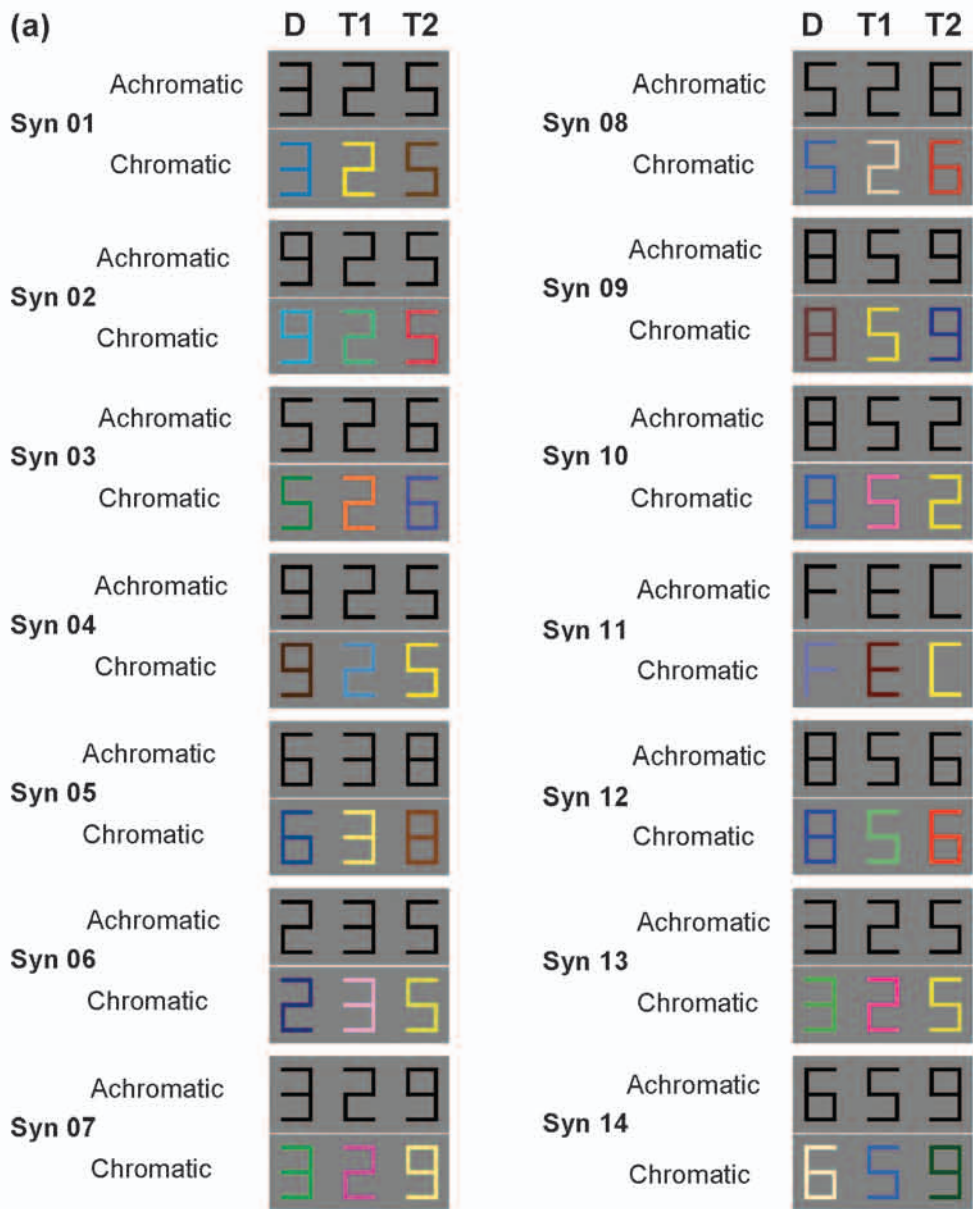 (a)
D T1 T2
Achromatic 3 2 5
Syn 01
Chromatic 3 2 5
Achromatic 9 2 5
Syn 02
Chromatic 9 2 5
Achromatic 5 2 6
Syn 03
Chromatic 5 2 6
Achromatic 9 2 5
Syn 04
Chromatic 9 2 5
Achromatic 6 3 8
Syn 05
Chromatic 6 3 8
Achromatic 2 3 5
Syn 06
Chromatic 2 3 5
Achromatic 3 2 9
Syn 07
Chromatic 3 2 9
D T1 T2
Achromatic 5 2 6
Syn 08
Chromatic 5 2 6
Achromatic 8 5 9
Syn 09
Chromatic 8 5 9
Achromatic 8 5 2
Syn 10
Chromatic 8 5 2
Achromatic F E C
Syn 11
Chromatic F E C
Achromatic 8 5 6
Syn 12
Chromatic 8 5 6
Achromatic 3 2 5
Syn 13
Chromatic 3 2 5
Achromatic 6 5 9
Syn 14
Chromatic 6 5 9